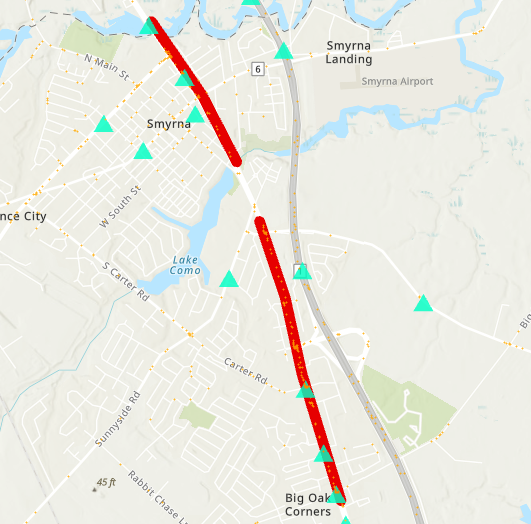 Smyrna
Landing
6
N Main St
Smyrna Airport
Smyrna
W South St
nce City
Lake
Como
S Carter Rd
Carter Rd
Sunnyside Rd
45 ft
Big Oak
Corners
Rabbit Chase L